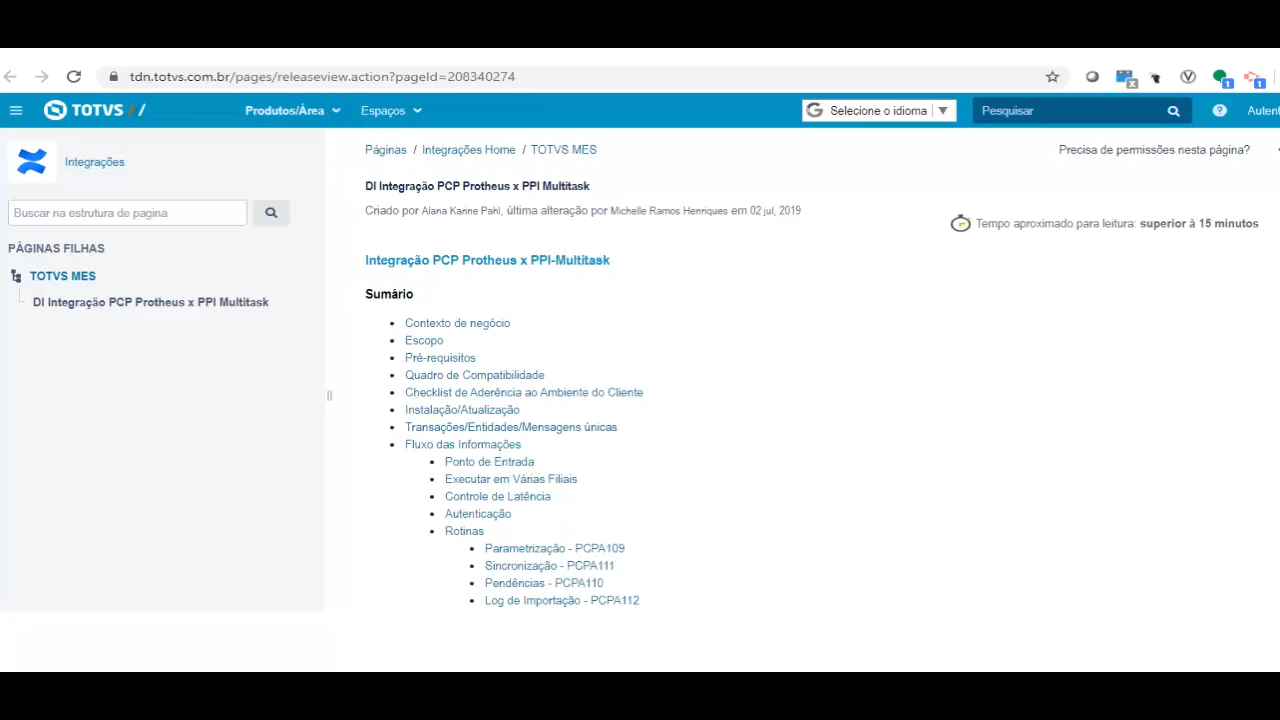 tdn.totvs.com.br/pages/releaseview.action?pageId=208340274
TOTVS // Produtos/Área Espaços Selecione o idioma Pesquisar
Integrações
Buscar na estrutura de pagina
PÁGINAS FILHAS
TOTVS MES
DI Integração PCP Protheus x PPI Multitask
Páginas / Integrações Home / TOTVS MES
Precisa de permissões nesta página?
DI Integração PCP Protheus x PPI Multitask
Criado por Alana Karine Pahl, última alteração por Michelle Ramos Henriques em 02 jul, 2019
Tempo aproximado para leitura: superior à 15 minutos
Integração PCP Protheus x PPI-Multitask
Sumário
Contexto de negócio
Escopo
Pré-requisitos
Quadro de Compatibilidade
Checklist de Aderência ao Ambiente do Cliente
Instalação/Atualização
Transações/Entidades/Mensagens únicas
Fluxo das Informações
Ponto de Entrada
Executar em Várias Filiais
Controle de Latência
Autenticação
Rotinas
Parametrização - PCPA109
Sincronização - PCPA111
Pendências - PCPA110
Log de Importação - PCPA112